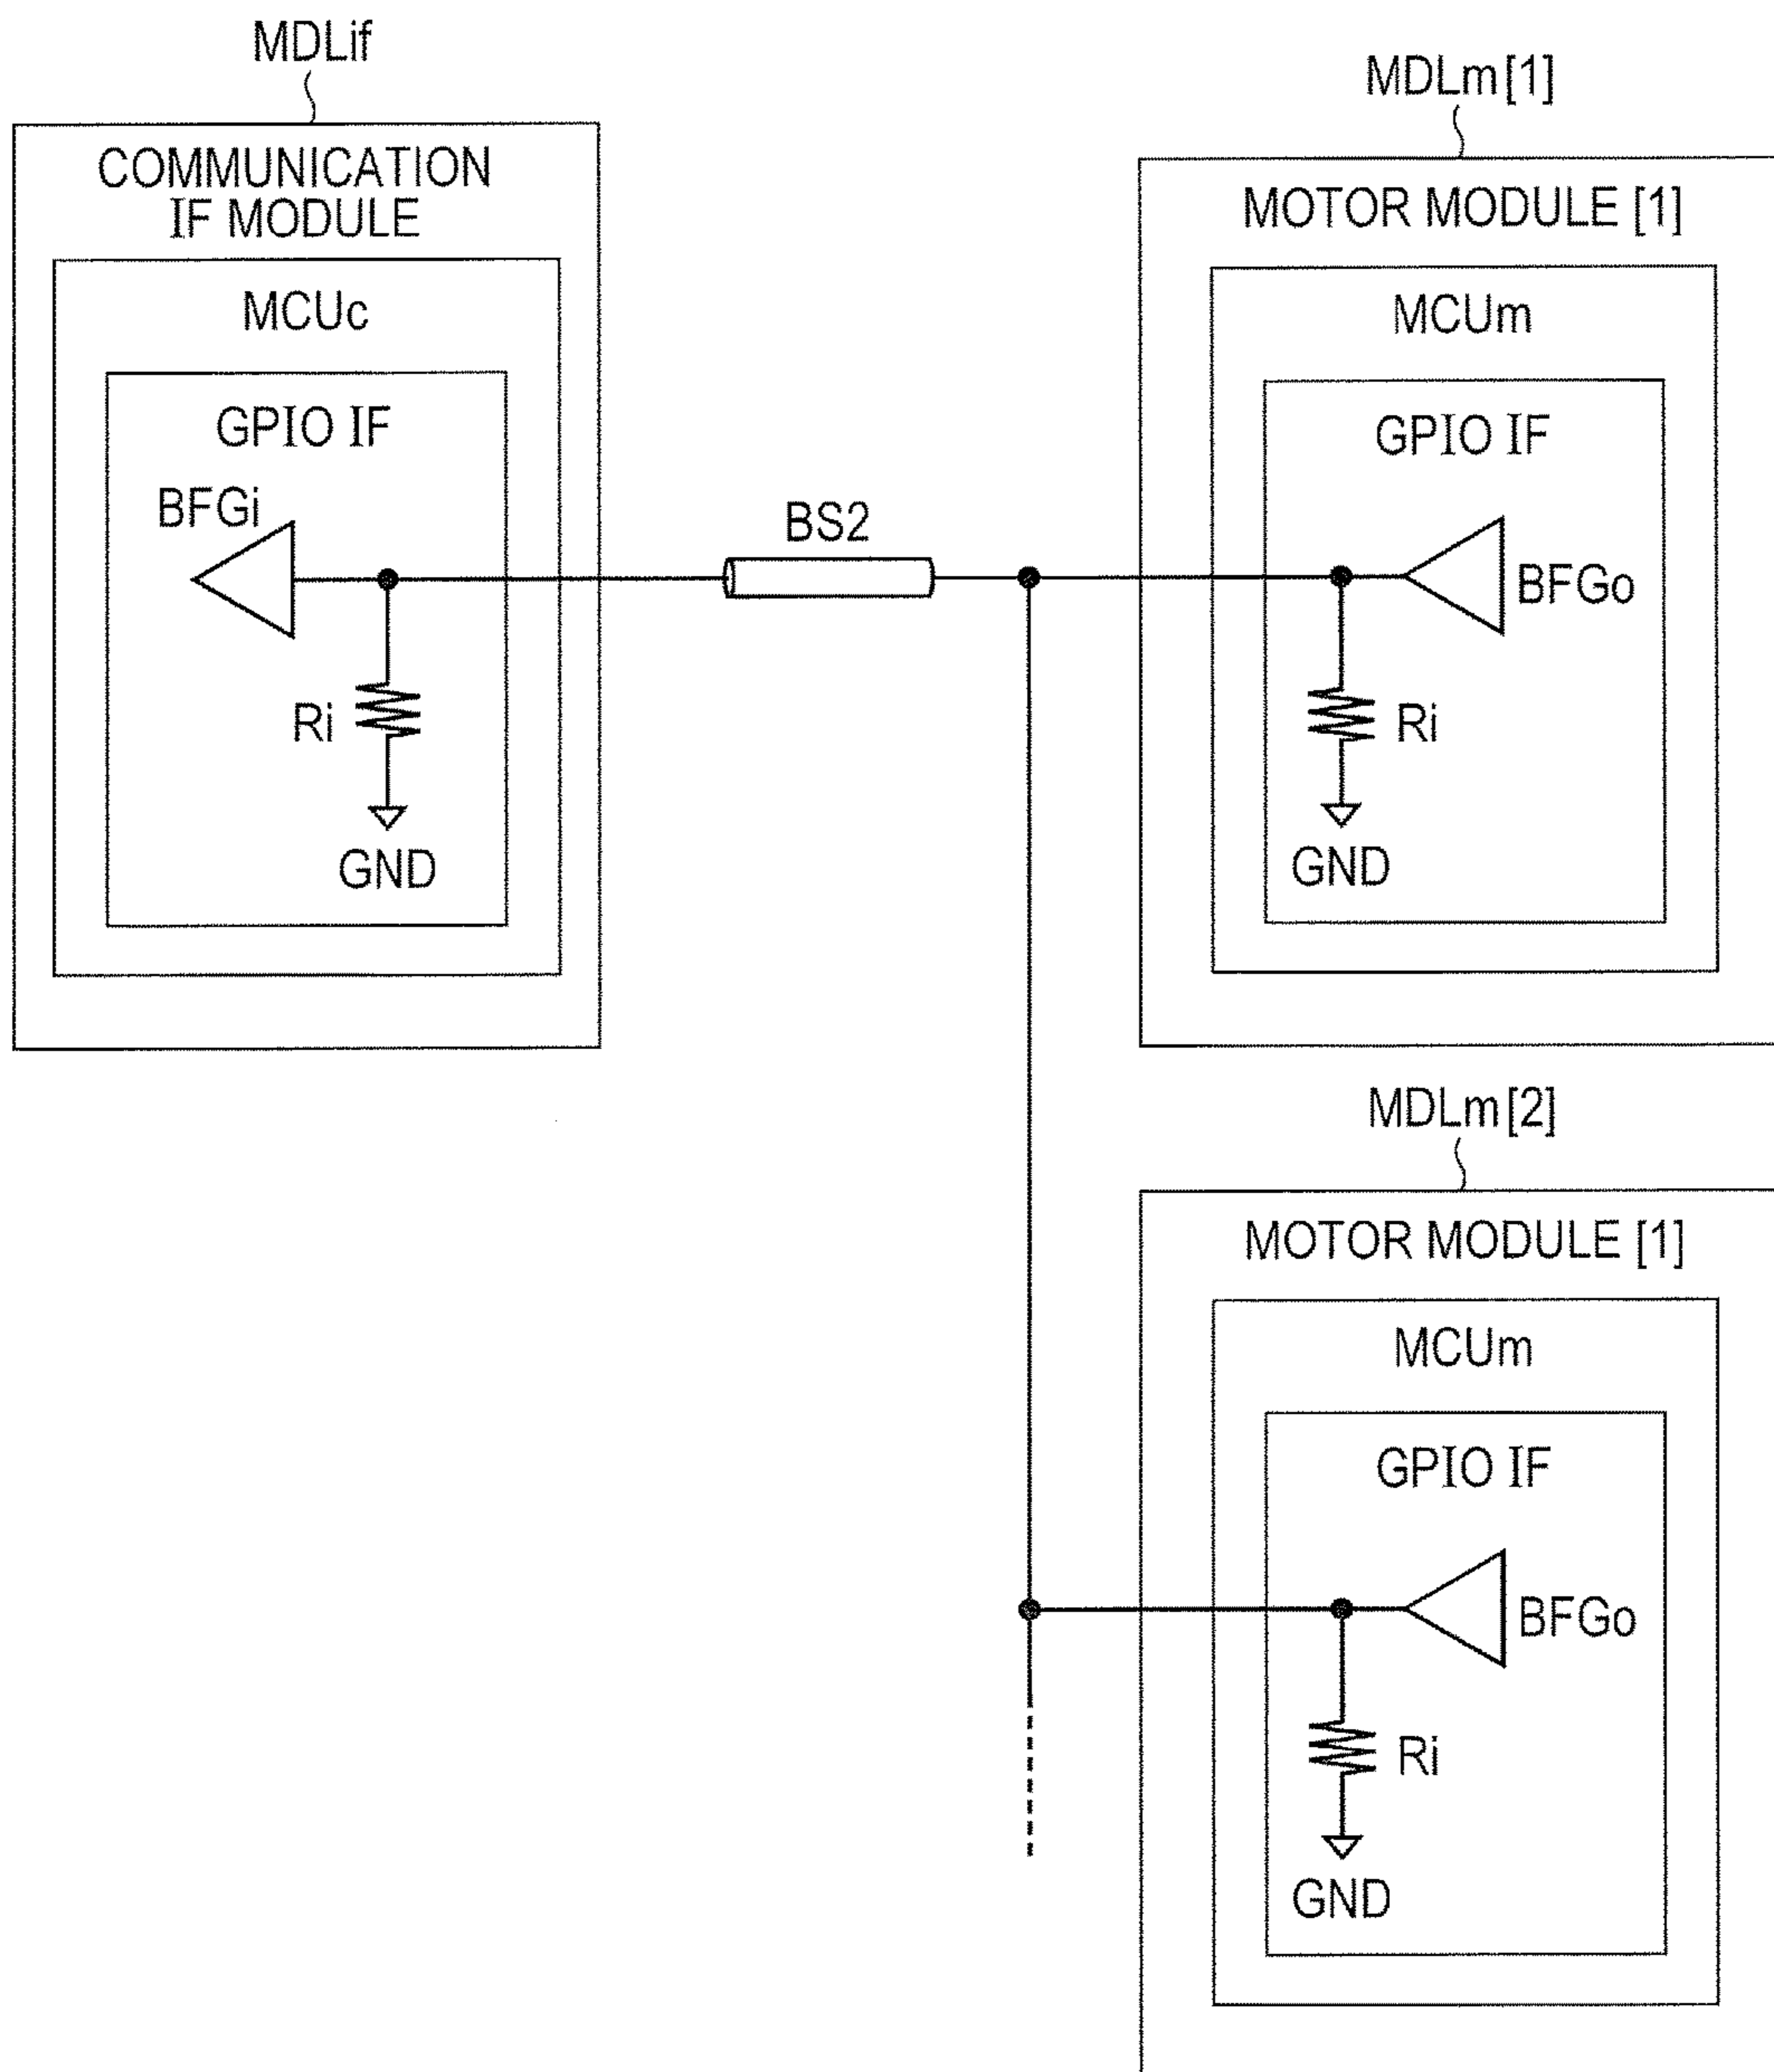 MDLif
COMMUNICATION
IF MODULE
MCUc
GPIO IF
BFGi
Ri
GND
BS2
MDLm[1]
MOTOR MODULE [1]
MCUm
GPIO IF
BFGo
Ri
GND
MDLm[2]
MOTOR MODULE [1]
MCUm
GPIO IF
BFGo
Ri
GND